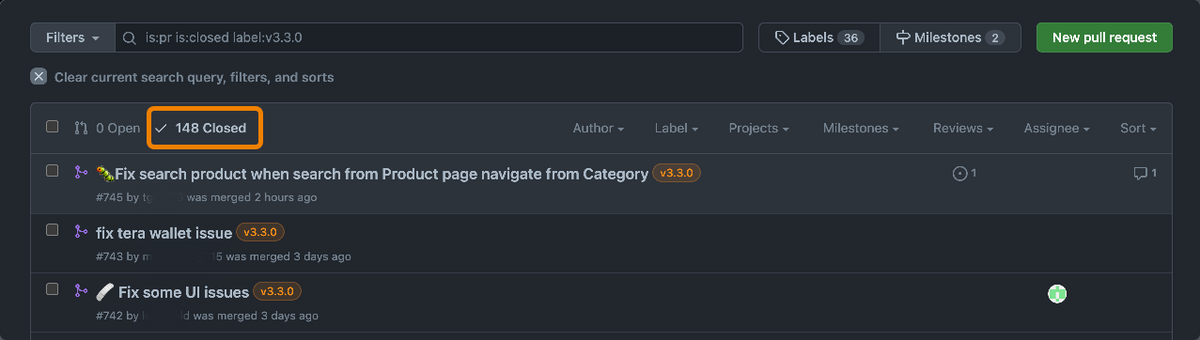 Filters is:pr is:closed label:v3.3.0 Labels 36 Milestones 2 New pull request
Clear current search query, filters, and sorts
0 Open 148 Closed Author Label Projects Milestones Reviews Assignee Sort
Fix search product when search from Product page navigate from Category v3.3.0 1 1
#745 by was merged 2 hours ago
fix tera wallet issue v3.3.0
#743 by was merged 3 days ago
Fix some UI issues v3.3.0
#742 by was merged 3 days ago